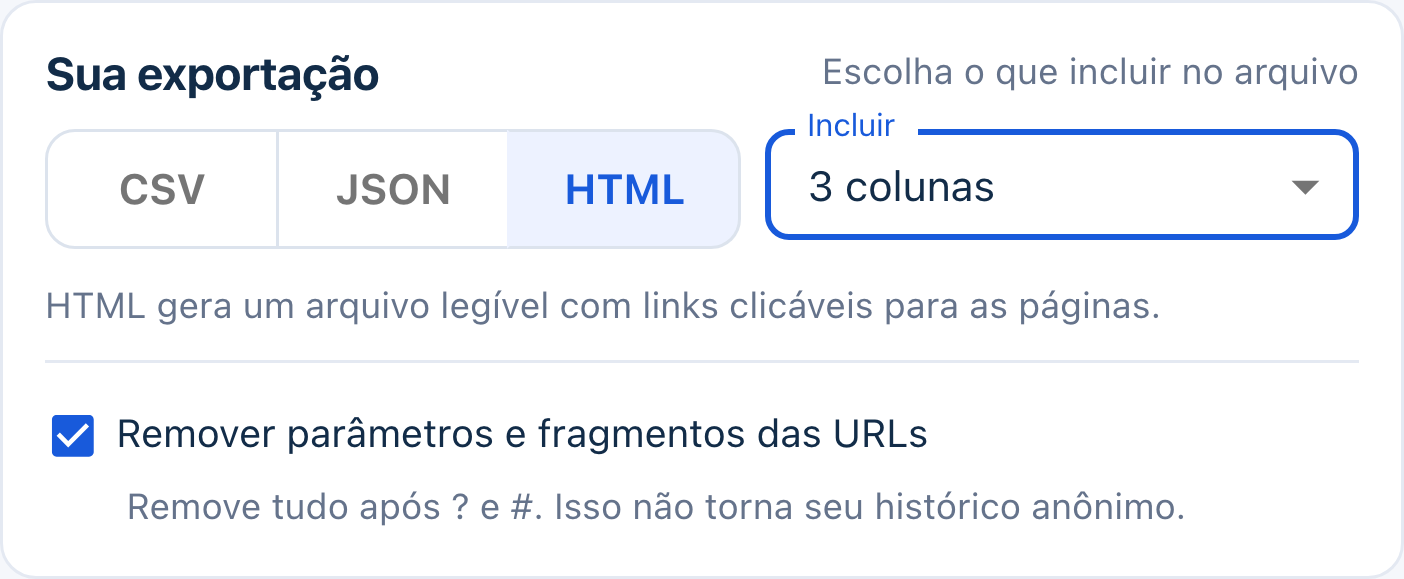 Sua exportação
Escolha o que incluir no arquivo
CSV
JSON
HTML
Incluir
3 colunas
HTML gera um arquivo legível com links clicáveis para as páginas.
Remover parâmetros e fragmentos das URLs
Remove tudo após ? e #. Isso não torna seu histórico anônimo.